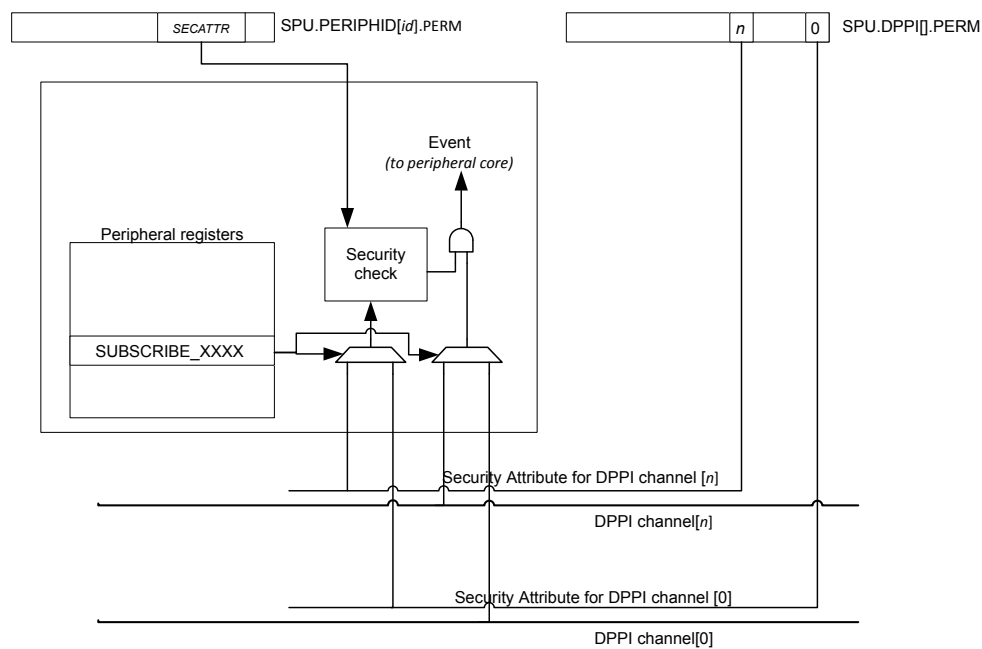 SECATTR
SPU.PERIPHID[id].PERM
n
0
SPU.DPPI[].PERM
Event
(to peripheral core)
Peripheral registers
Security
check
SUBSCRIBE_XXXX
Security Attribute for DPPI channel [n]
DPPI channel[n]
Security Attribute for DPPI channel [0]
DPPI channel[0]